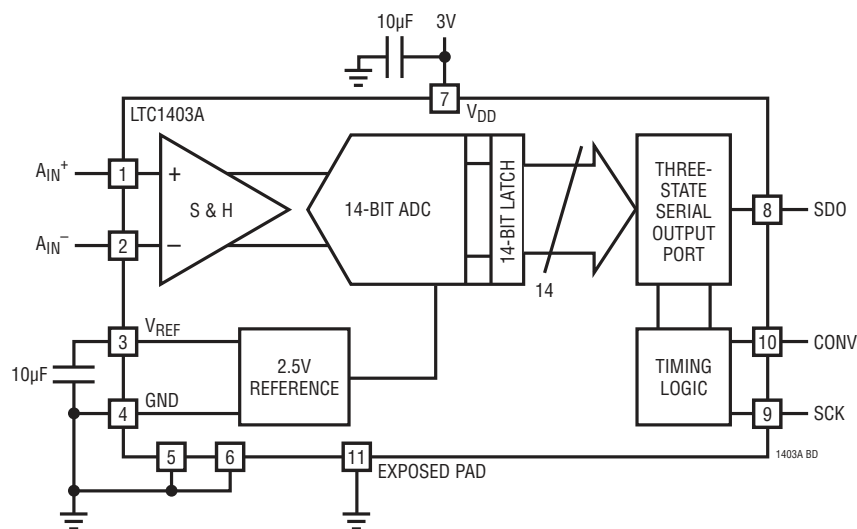 10µF
3V
7
VDD
LTC1403A
AIN+
1
+
S & H
AIN–
2
–
14-BIT ADC
14-BIT LATCH
14
THREE-
STATE
SERIAL
OUTPUT
PORT
8
SDO
3
VREF
10µF
2.5V
REFERENCE
4
GND
TIMING
LOGIC
10
CONV
9
SCK
5
6
11
EXPOSED PAD
1403A BD